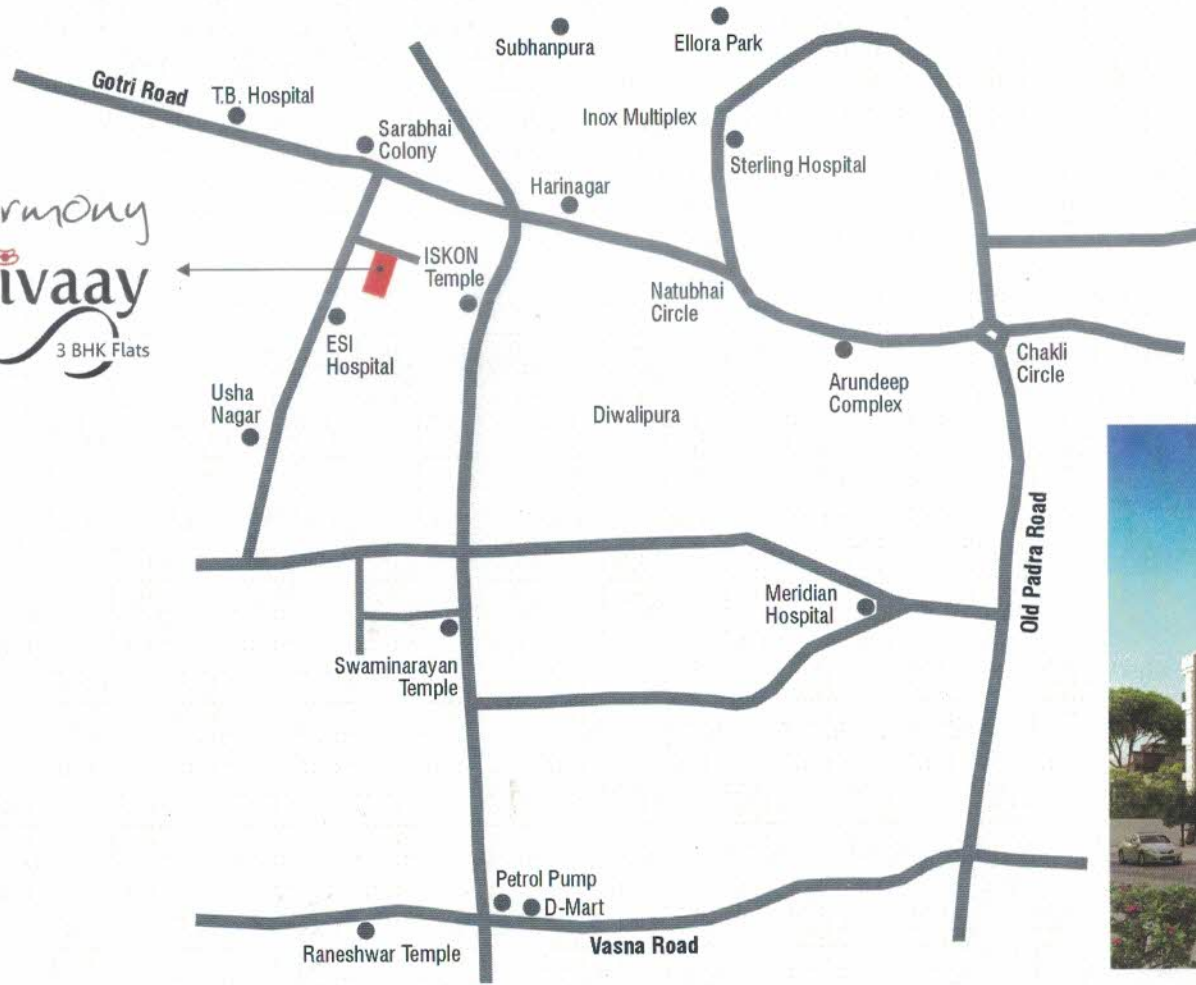 Subhanpura
Ellora Park
Gotri Road
T.B. Hospital
Inox Multiplex
Sarabhai
Colony
Sterling Hospital
Harinagar
rmony
ivaay
3 BHK Flats
ISKON
Temple
Natubhai
Circle
ESI
Hospital
Chakli
Circle
Arundeep
Complex
Usha
Nagar
Diwalipura
Old Padra Road
Meridian
Hospital
Swaminarayan
Temple
Petrol Pump
D-Mart
Raneshwar Temple
Vasna Road